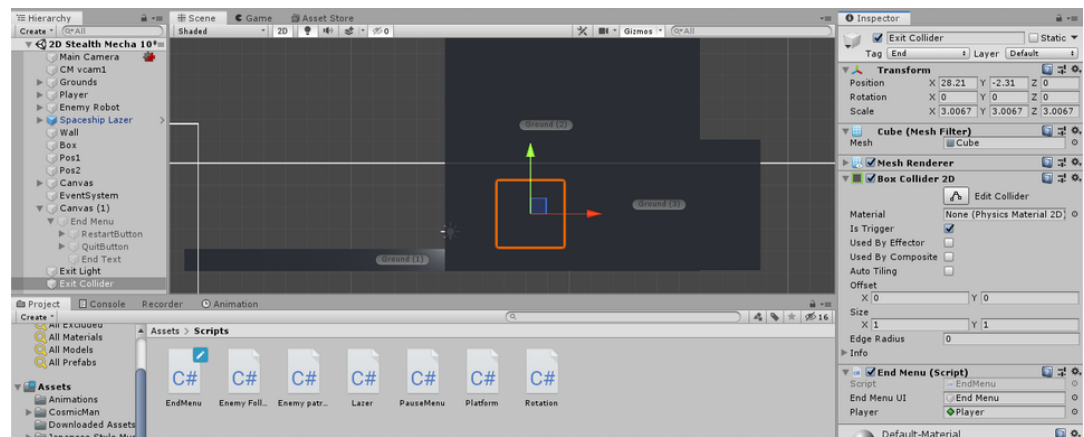 Hierarchy
Create
All
2D Stealth Mecha 10
Main Camera
CM vcam1
Grounds
Player
Enemy Robot
Spaceship Lazer
Wall
Box
Pos1
Pos2
Canvas
EventSystem
Canvas (1)
End Menu
RestartButton
QuitButton
End Text
Exit Light
Exit Collider
Scene
Game
Asset Store
Shaded
2D
0
Gizmos
All
Ground (2)
Ground (3)
Ground (1)
Project
Console
Recorder
Animation
Create
16
All Excluded
All Materials
All Models
All Prefabs
Assets
Animations
CosmicMan
Downloaded Assets
Assets > Scripts
C# C# C# C# C# C# C#
EndMenu Enemy Foll... Enemy patr... Lazer PauseMenu Platform Rotation
Inspector
Exit Collider Static
Tag End Layer Default
Transform
Position X 28.21 Y -2.31 Z 0
Rotation X 0 Y 0 Z 0
Scale X 3.0067 Y 3.0067 Z 3.0067
Cube (Mesh Filter)
Mesh Cube
Mesh Renderer
Box Collider 2D
Edit Collider
Material None (Physics Material 2D)
Is Trigger
Used By Effector
Used By Composite
Auto Tiling
Offset
X 0 Y 0
Size
X 1 Y 1
Edge Radius 0
Info
End Menu (Script)
Script EndMenu
End Menu UI End Menu
Player Player
Default-Material